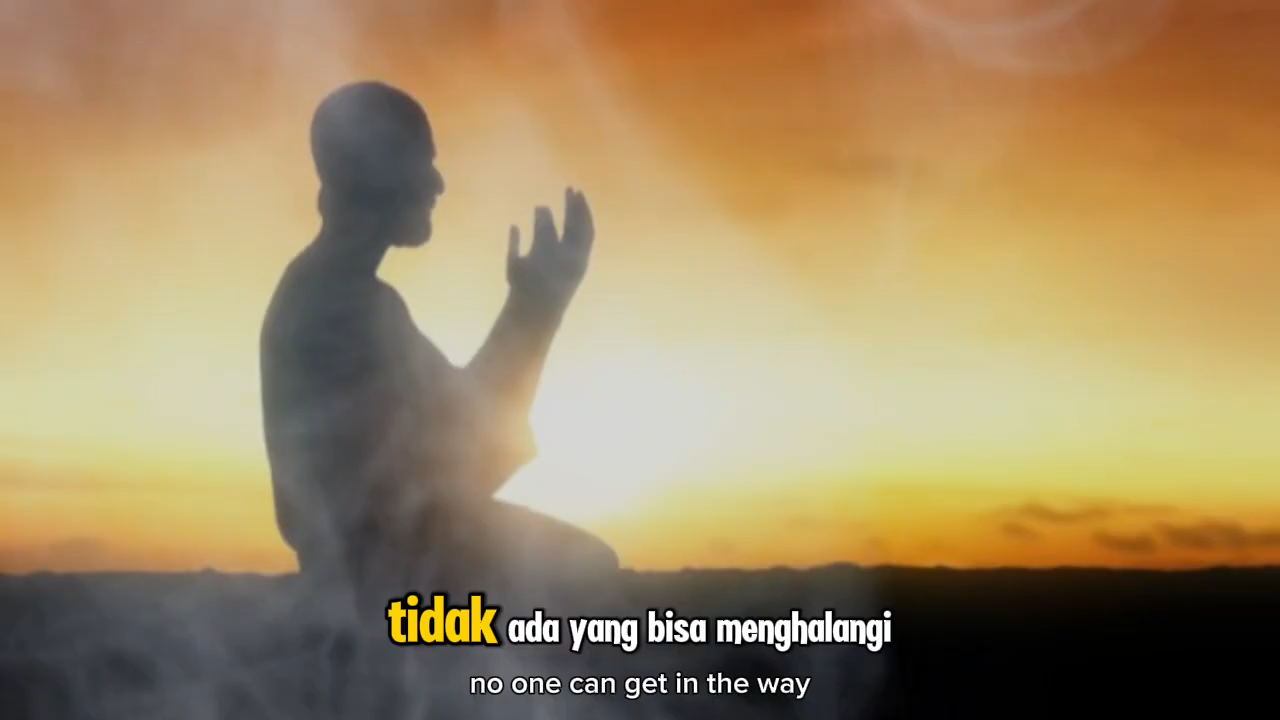 tidak ada yang bisa menghalangi
no one can get in the way